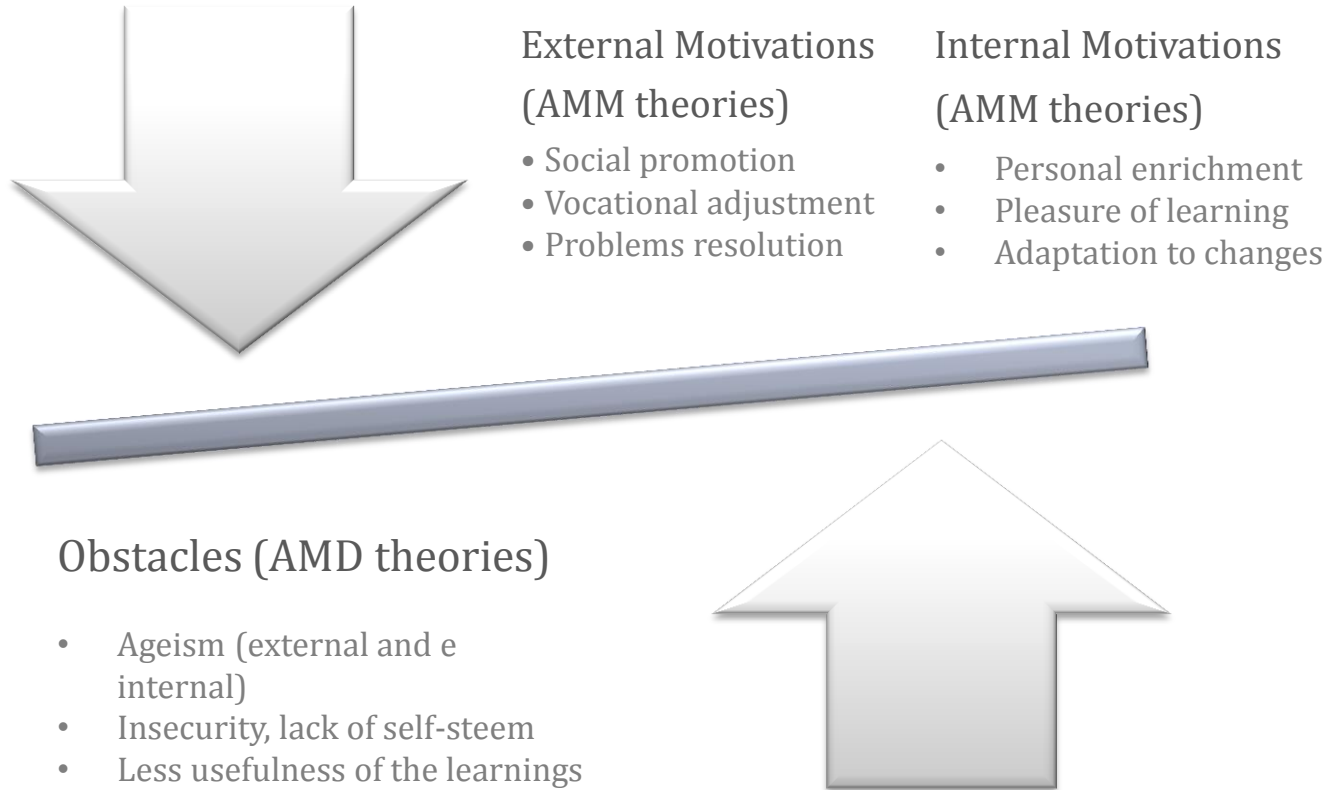 External Motivations
(AMM theories)
• Social promotion
• Vocational adjustment
• Problems resolution
Internal Motivations
(AMM theories)
• Personal enrichment
• Pleasure of learning
• Adaptation to changes
Obstacles (AMD theories)
• Ageism (external and e
internal)
• Insecurity, lack of self-steem
• Less usefulness of the learnings